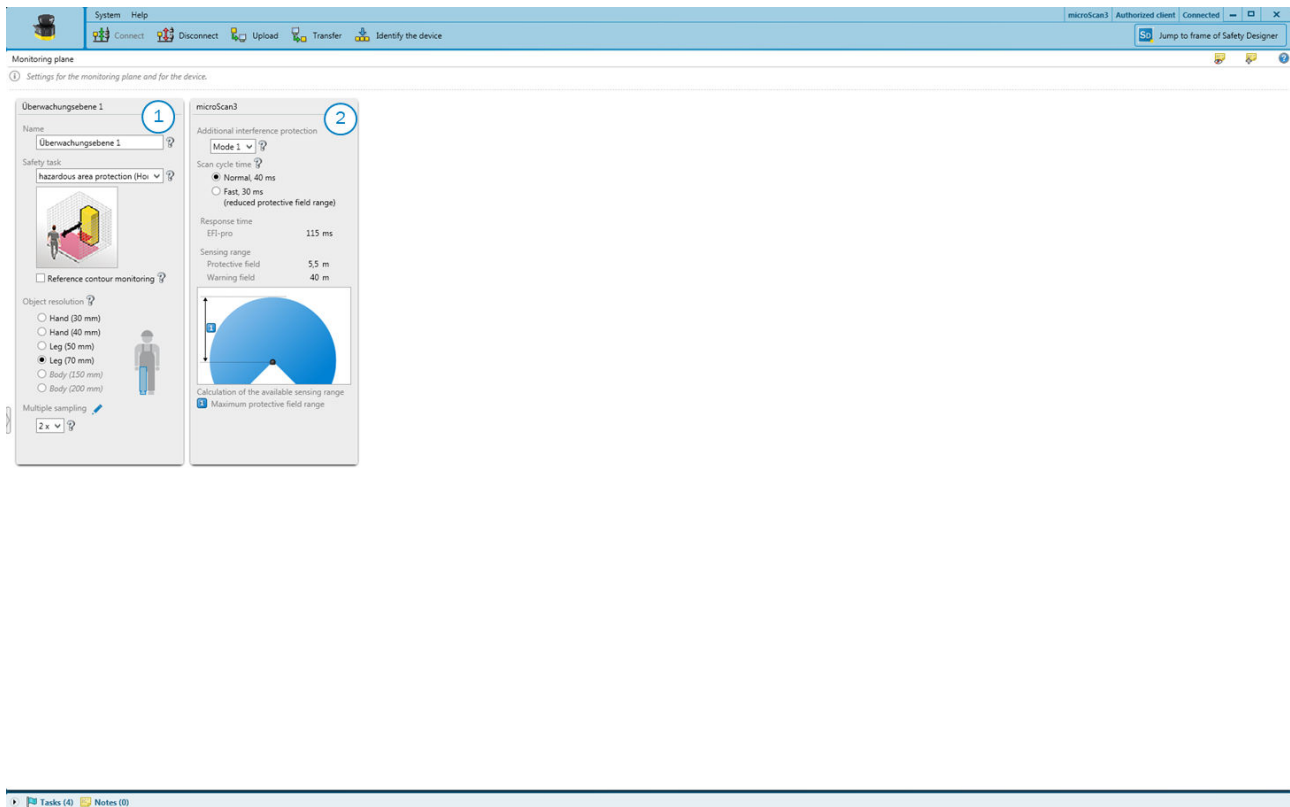 System Help
microScan3 Authorized client Connected
Connect Disconnect Upload Transfer Identify the device
So Jump to frame of Safety Designer
Monitoring plane
Settings for the monitoring plane and for the device.
Überwachungsebene 1
1
Name
Überwachungsebene 1
Safety task
hazardous area protection (Hor
Reference contour monitoring
Object resolution
Hand (30 mm)
Hand (40 mm)
Leg (50 mm)
Leg (70 mm)
Body (150 mm)
Body (200 mm)
Multiple sampling
2 x
microScan3
2
Additional interference protection
Mode 1
Scan cycle time
Normal, 40 ms
Fast, 30 ms
(reduced protective field range)
Response time
EFI-pro 115 ms
Sensing range
Protective field 5,5 m
Warning field 40 m
1
Calculation of the available sensing range
1 Maximum protective field range
Tasks (4) Notes (0)